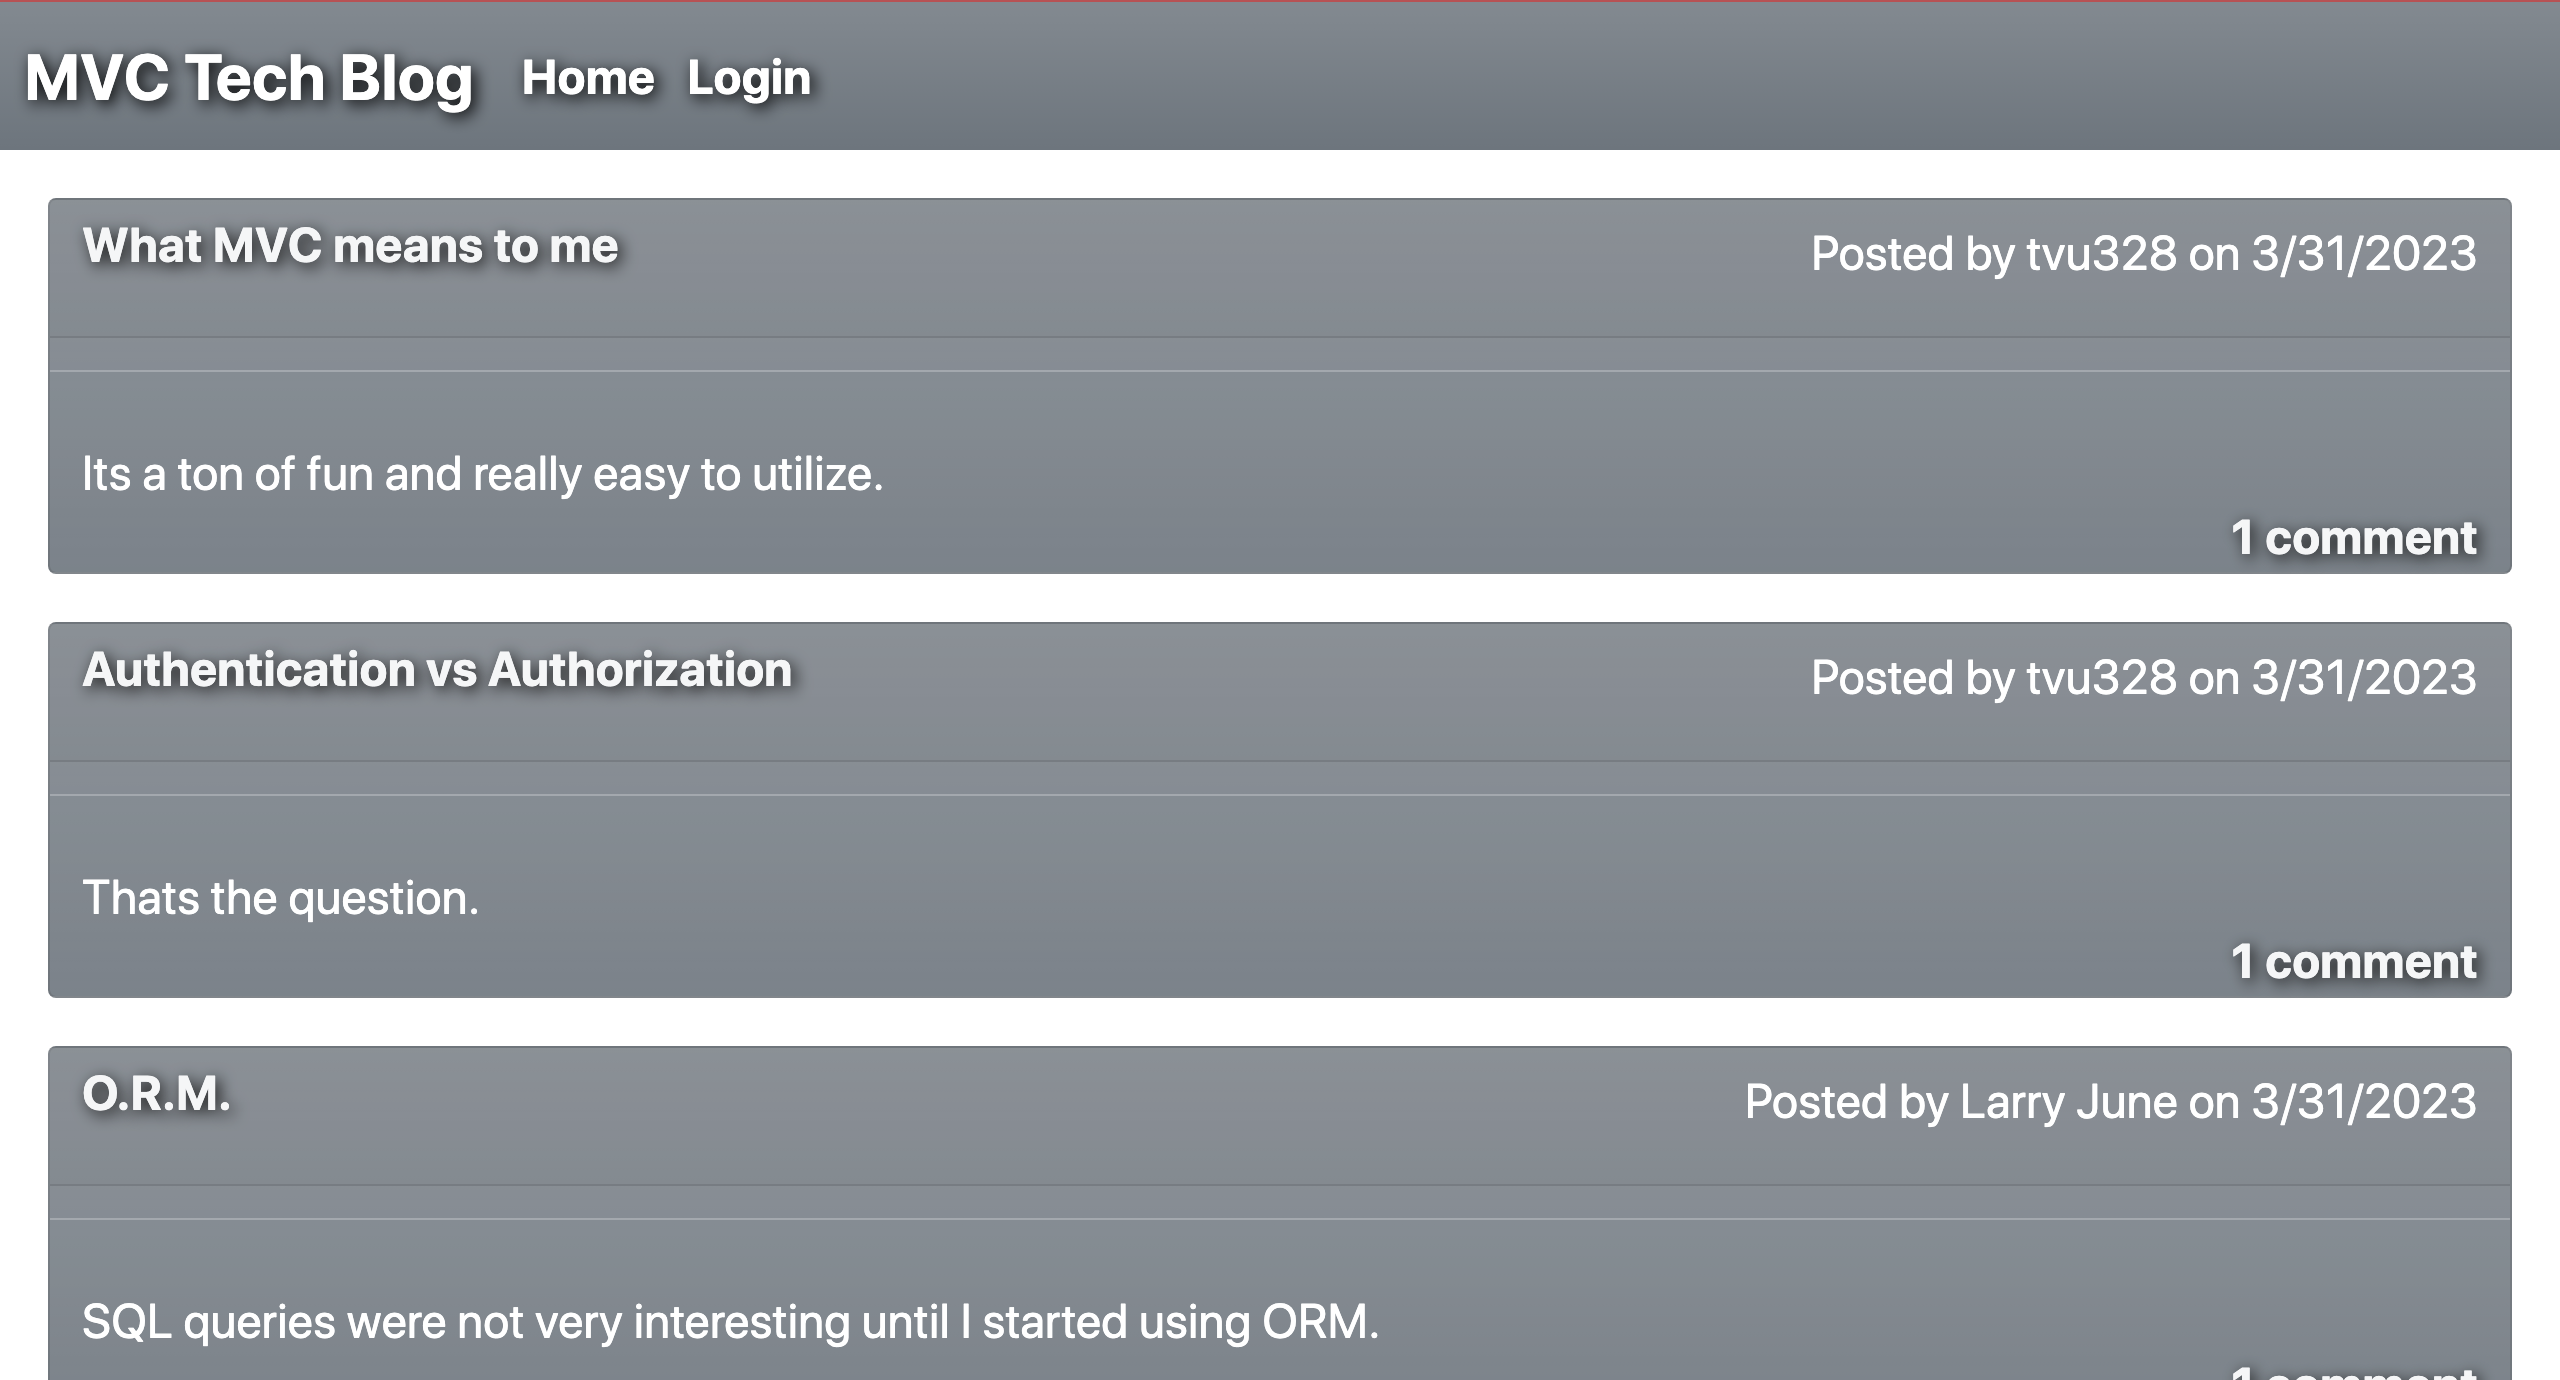 MVC Tech Blog Home Login
What MVC means to me Posted by tvu328 on 3/31/2023
Its a ton of fun and really easy to utilize.
1 comment
Authentication vs Authorization Posted by tvu328 on 3/31/2023
Thats the question.
1 comment
O.R.M. Posted by Larry June on 3/31/2023
SQL queries were not very interesting until I started using ORM.
1 comment